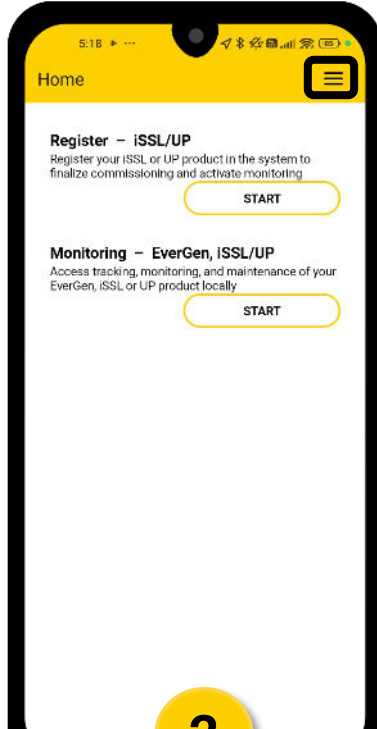 5:18
Home
Register – iSSL/UP
Register your iSSL or UP product in the system to
finalize commissioning and activate monitoring
START
Monitoring – EverGen, iSSL/UP
Access tracking, monitoring, and maintenance of your
EverGen, iSSL or UP product locally
START